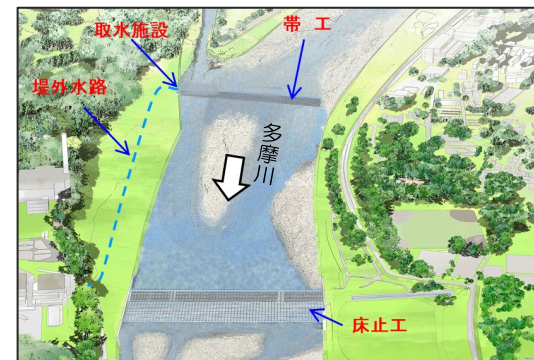 取水施設
帯 工
堤外水路
多摩川
床止工